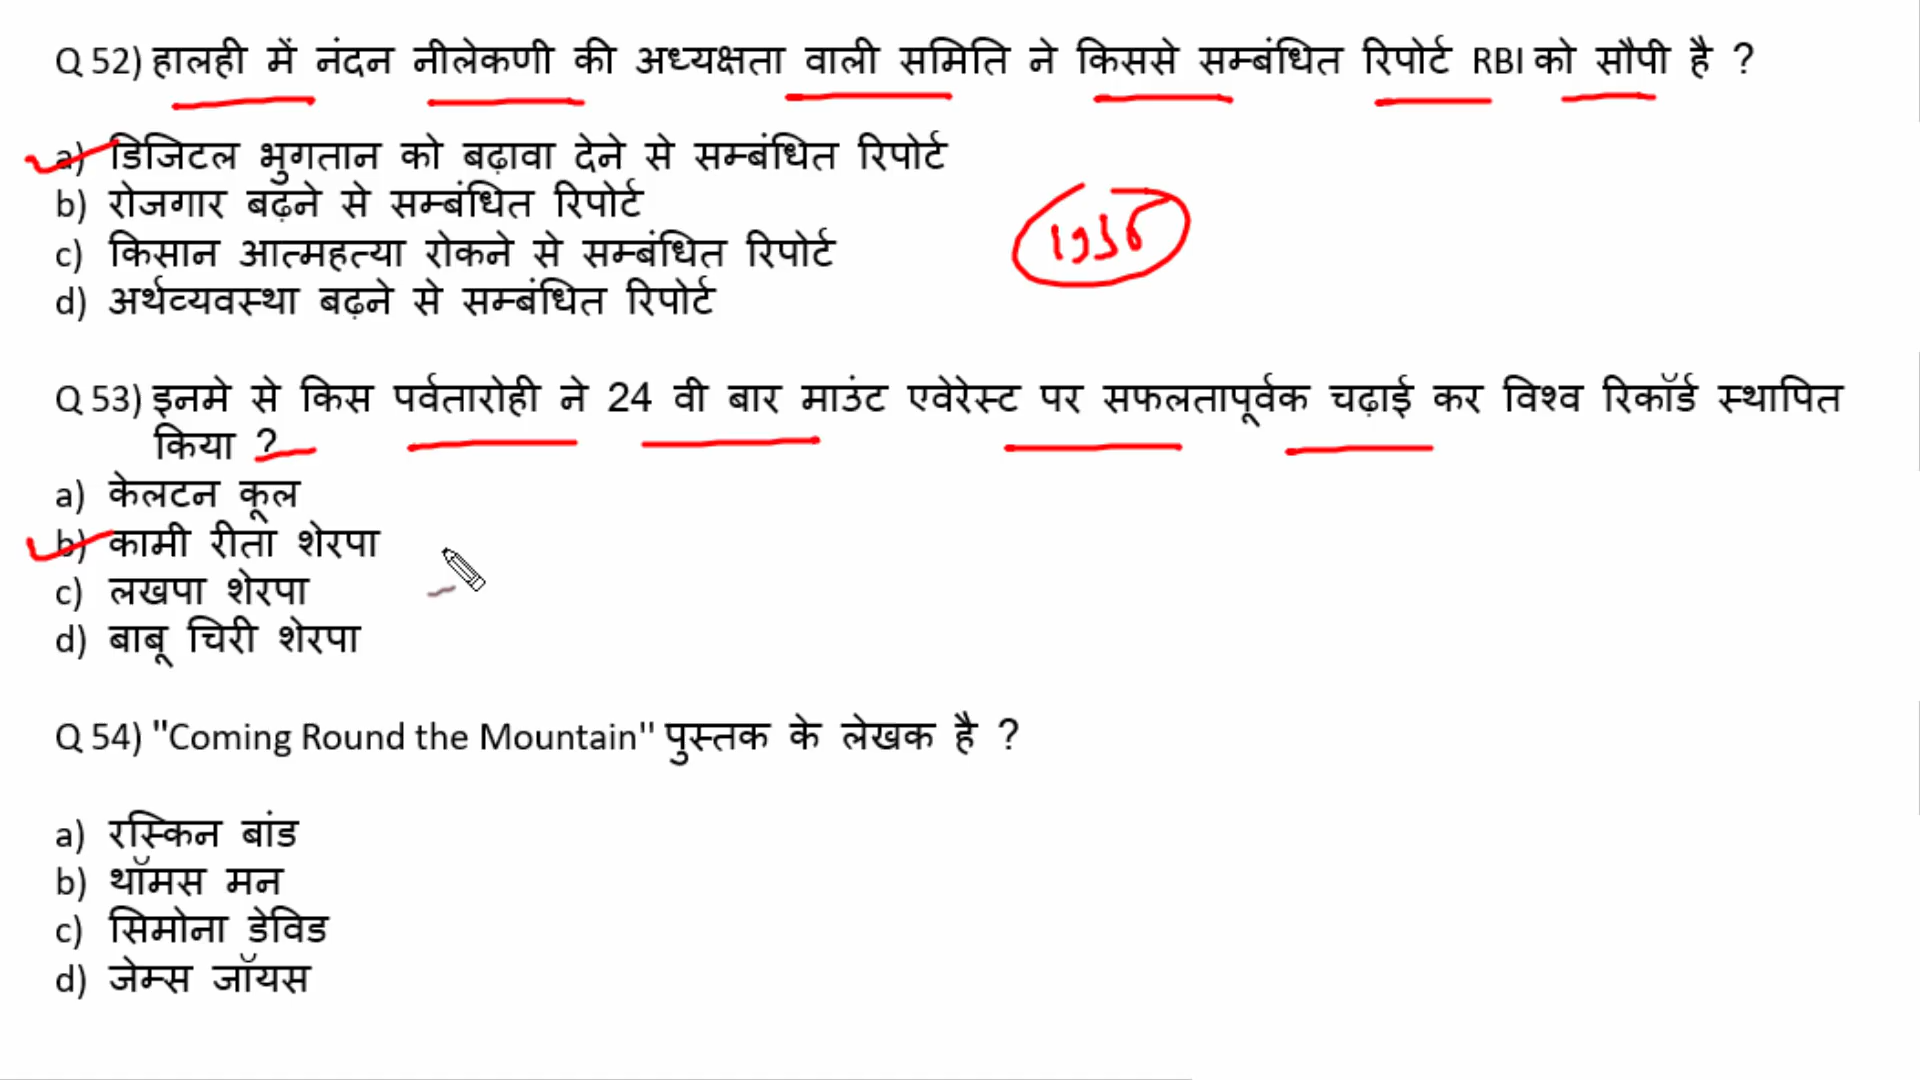 Q 52) हालही में नंदन नीलेकणी की अध्यक्षता वाली समिति ने किससे सम्बंधित रिपोर्ट RBI को सौपी है ?
a) डिजिटल भुगतान को बढ़ावा देने से सम्बंधित रिपोर्ट
b) रोजगार बढ़ने से सम्बंधित रिपोर्ट
c) किसान आत्महत्या रोकने से सम्बंधित रिपोर्ट
d) अर्थव्यवस्था बढ़ने से सम्बंधित रिपोर्ट
Q 53) इनमे से किस पर्वतारोही ने 24 वी बार माउंट एवेरेस्ट पर सफलतापूर्वक चढ़ाई कर विश्व रिकॉर्ड स्थापित
किया ?
a) केलटन कूल
b) कामी रीता शेरपा
c) लखपा शेरपा
d) बाबू चिरी शेरपा
Q 54) "Coming Round the Mountain" पुस्तक के लेखक है ?
a) रस्किन बांड
b) थॉमस मन
c) सिमोना डेविड
d) जेम्स जॉयस